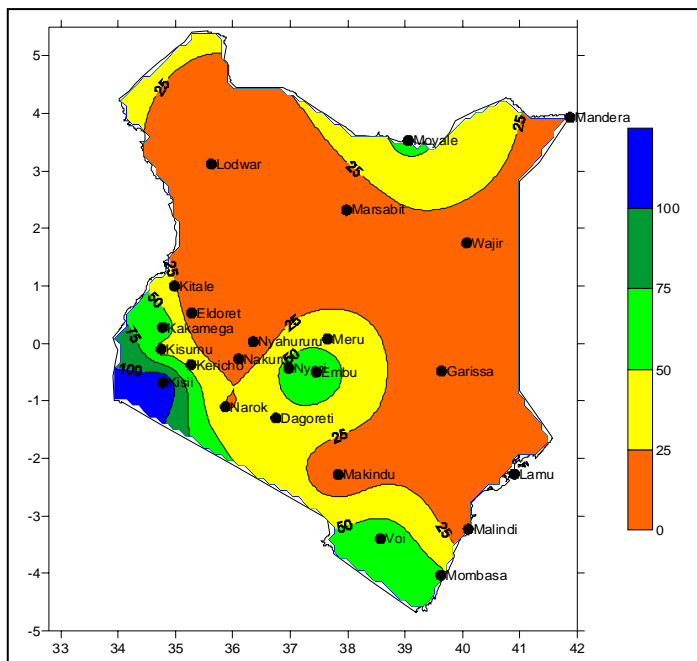 5
4
3
2
1
0
-1
-2
-3
-4
-5
33 34 35 36 37 38 39 40 41 42
25
25
25
Moyale
Mandera
Lodwar
25
Marsabit
Wajir
25
Kitale
50
Eldoret
Kakamega
75
Kisumu
Nyahururu
25
Meru
Nakuru
50
Kericho
Nyeri
Embu
Garissa
100
Kisii
Narok
Dagoreti
25
Makindu
25
Lamu
50
25
Malindi
Voi
Mombasa
100
75
50
25
0